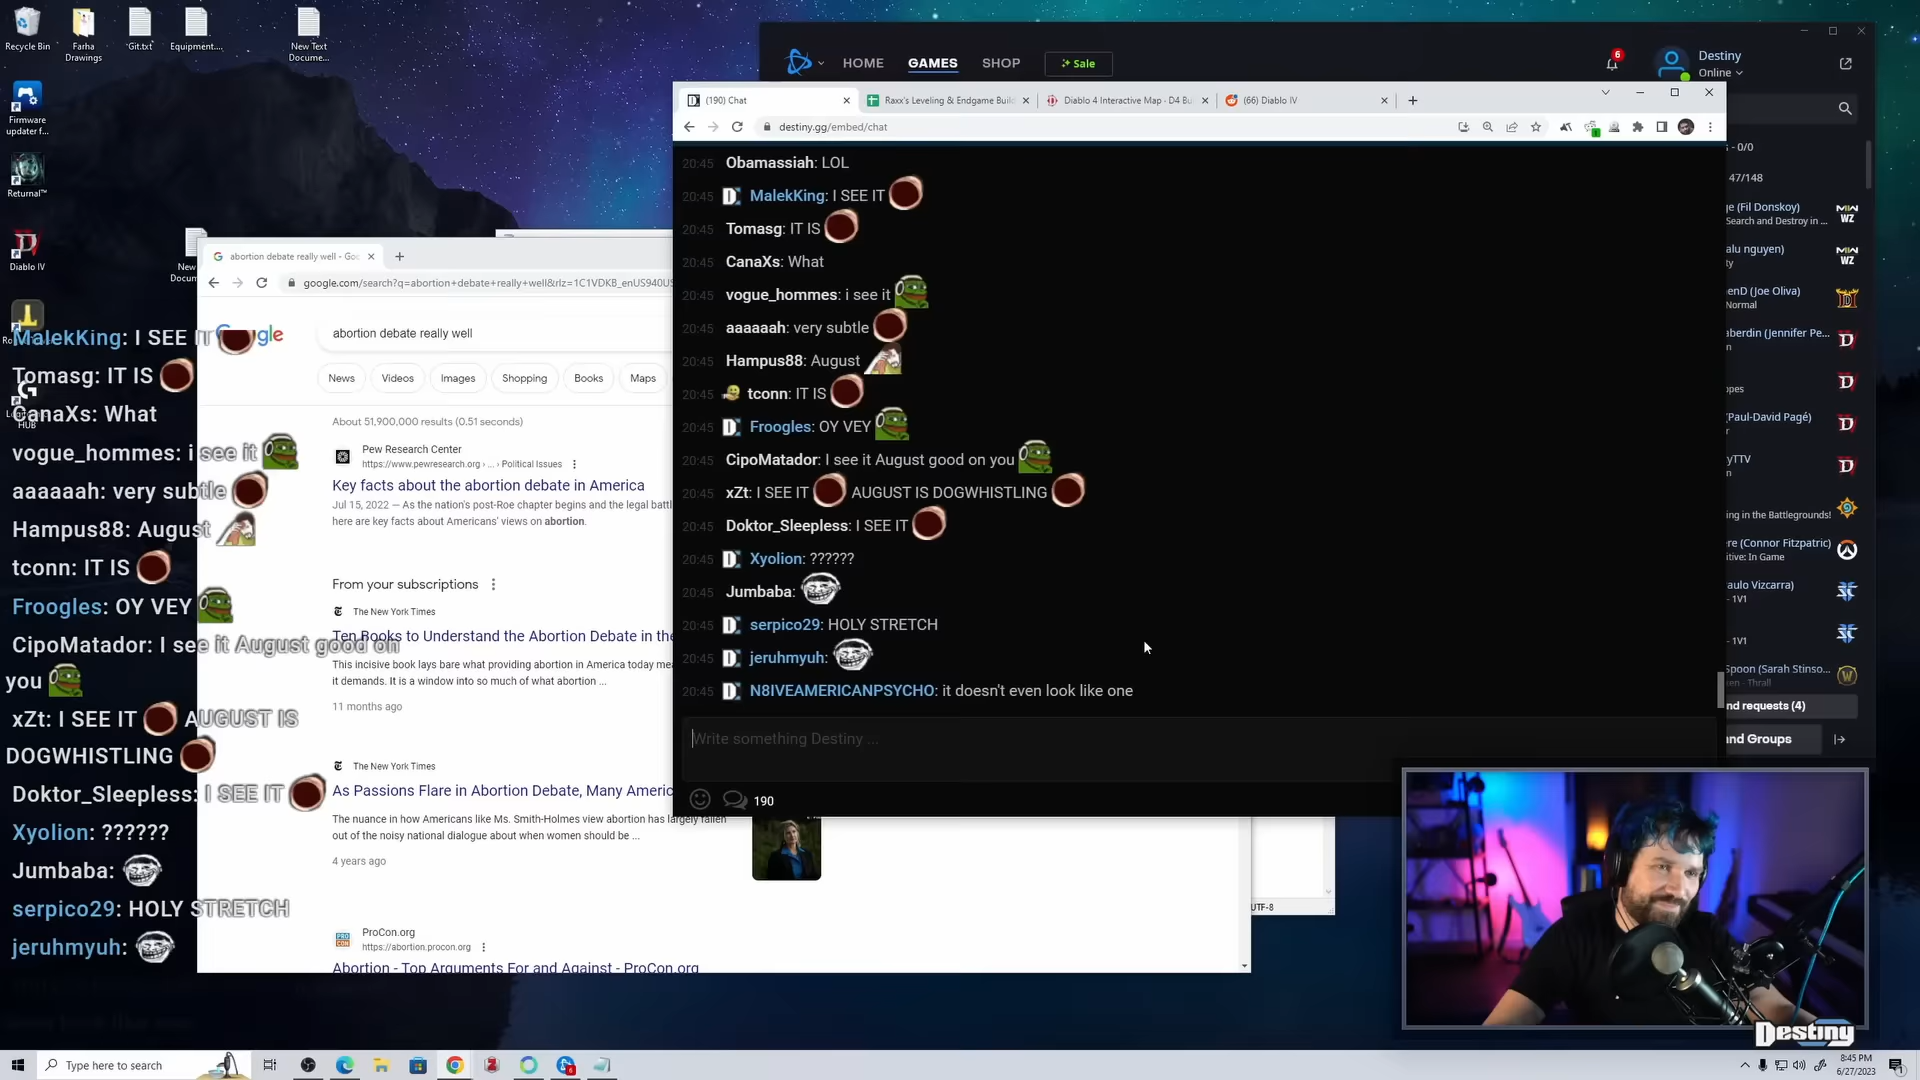 Recycle Bin
Farha
Drawings
Git.txt
Equipment....
New Text
Docume...
Firmware
updater f...
Returnal™
Diablo IV
New
Docum
HUB
HOME
GAMES
SHOP
Sale
6
Destiny
Online
(190) Chat
Raxx's Leveling & Endgame Build
Diablo 4 Interactive Map - D4 Bu
(66) Diablo IV
destiny.gg/embed/chat
20:45 Obamassiah: LOL
20:45 MalekKing: I SEE IT
20:45 Tomasg: IT IS
20:45 CanaXs: What
20:45 vogue_hommes: i see it
20:45 aaaaaah: very subtle
20:45 Hampus88: August
20:45 tconn: IT IS
20:45 Froogles: OY VEY
20:45 CipoMatador: I see it August good on you
20:45 xZt: I SEE IT AUGUST IS DOGWHISTLING
20:45 Doktor_Sleepless: I SEE IT
20:45 Xyolion: ??????
20:45 Jumbaba:
20:45 serpico29: HOLY STRETCH
20:45 jeruhmyuh:
20:45 N8IVEAMERICANPSYCHO: it doesn't even look like one
Write something Destiny ...
190
- 0/0
47/148
ge (Fil Donskoy)
Search and Destroy in ...
alu nguyen)
ty
enD (Joe Oliva)
Normal
aberdin (Jennifer Pe...
n
opes
(Paul-David Pagé)
r
yTTV
n
ing in the Battlegrounds!
ere (Connor Fitzpatric)
itive: In Game
Paulo Vizcarra)
- 1V1
- 1V1
Spoon (Sarah Stinso...
- Thrall
nd requests (4)
nd Groups
abortion debate really well - Goo
google.com/search?q=abortion+debate+really+well&rlz=1C1VDKB_enUS940US
gle
abortion debate really well
News
Videos
Images
Shopping
Books
Maps
About 51,900,000 results (0.51 seconds)
Pew Research Center
https://www.pewresearch.org › ... › Political Issues
Key facts about the abortion debate in America
Jul 15, 2022 — As the nation's post-Roe chapter begins and the legal battl
here are key facts about Americans' views on abortion.
From your subscriptions
The New York Times
Ten Books to Understand the Abortion Debate in the
This incisive book lays bare what providing abortion in America today mea
it demands. It is a window into so much of what abortion ...
11 months ago
The New York Times
As Passions Flare in Abortion Debate, Many Americ
The nuance in how Americans like Ms. Smith-Holmes view abortion has largely fallen
out of the noisy national dialogue about when women should be ...
4 years ago
PRO
CON
ProCon.org
https://abortion.procon.org
Abortion - Top Arguments For and Against - ProCon.org
UTF-8
MalekKing: I SEE IT
Tomasg: IT IS
CanaXs: What
vogue_hommes: i see it
aaaaaah: very subtle
Hampus88: August
tconn: IT IS
Froogles: OY VEY
CipoMatador: I see it August good on
you
xZt: I SEE IT AUGUST IS
DOGWHISTLING
Doktor_Sleepless: I SEE IT
Xyolion: ??????
Jumbaba:
serpico29: HOLY STRETCH
jeruhmyuh:
Destiny
Type here to search
8:45 PM
6/27/2023